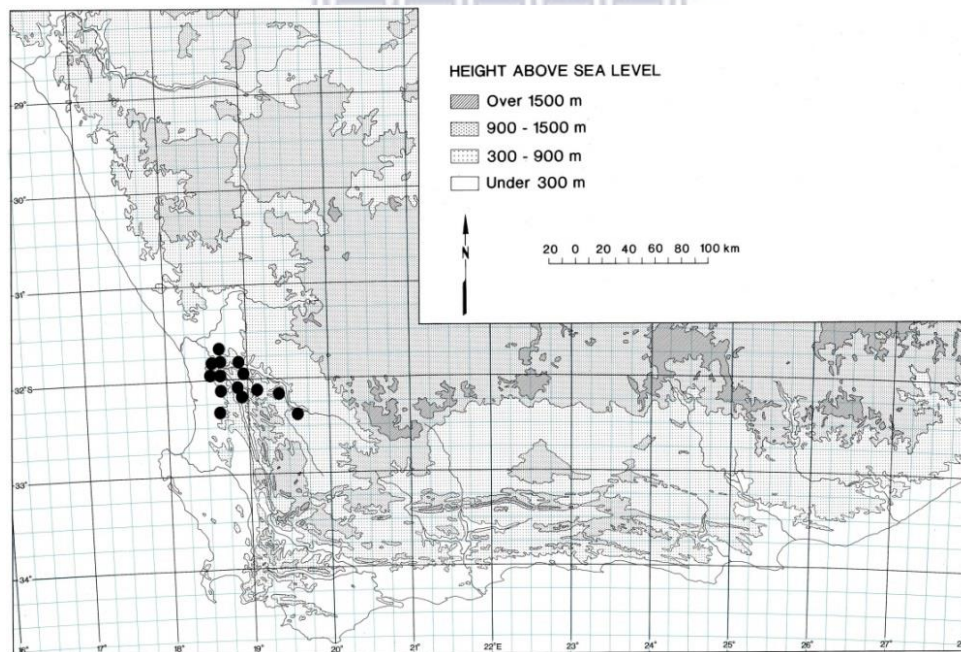 HEIGHT ABOVE SEA LEVEL
Over 1500 m
900 - 1500 m
300 - 900 m
Under 300 m
N
20 0 20 40 60 80 100 km
29°
30°
31°
32°S
33°
34°
16° 17° 18° 19° 20° 21° 22°E 23° 24° 25° 26° 27°